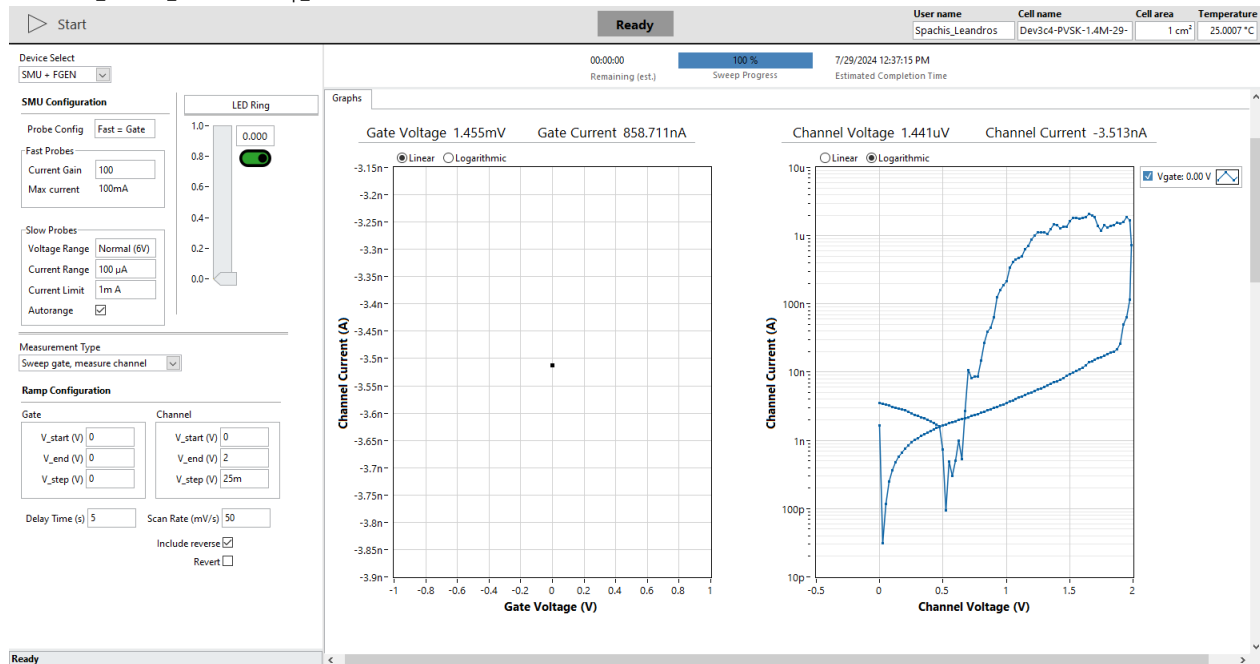 Start
Ready
User name
Cell name
Cell area
Temperature
Spachis_Leandros
Dev3c4-PVSK-1.4M-29-
1 cm²
25.0007 °C
Device Select
SMU + FGEN
00:00:00
100 %
7/29/2024 12:37:15 PM
Remaining (est.)
Sweep Progress
Estimated Completion Time
SMU Configuration
LED Ring
Probe Config
Fast = Gate
1.0
0.8
0.6
0.4
0.2
0.0
0.000
Fast Probes
Current Gain
100
Max current
100mA
Slow Probes
Voltage Range
Normal (6V)
Current Range
100 µA
Current Limit
1m A
Autorange
Measurement Type
Sweep gate, measure channel
Ramp Configuration
Gate
V_start (V) 0
V_end (V) 0
V_step (V) 0
Channel
V_start (V) 0
V_end (V) 2
V_step (V) 25m
Delay Time (s) 5
Scan Rate (mV/s) 50
Include reverse
Revert
Ready
Graphs
Gate Voltage 1.455mV
Gate Current 858.711nA
Linear
Logarithmic
-3.15n
-3.2n
-3.25n
-3.3n
-3.35n
-3.4n
-3.45n
-3.5n
-3.55n
-3.6n
-3.65n
-3.7n
-3.75n
-3.8n
-3.85n
-3.9n
Channel Current (A)
-1 -0.8 -0.6 -0.4 -0.2 0 0.2 0.4 0.6 0.8 1
Gate Voltage (V)
Channel Voltage 1.441uV
Channel Current -3.513nA
Linear
Logarithmic
10u
1u
100n
10n
1n
100p
10p
Channel Current (A)
-0.5 0 0.5 1 1.5 2
Channel Voltage (V)
Vgate: 0.00 V